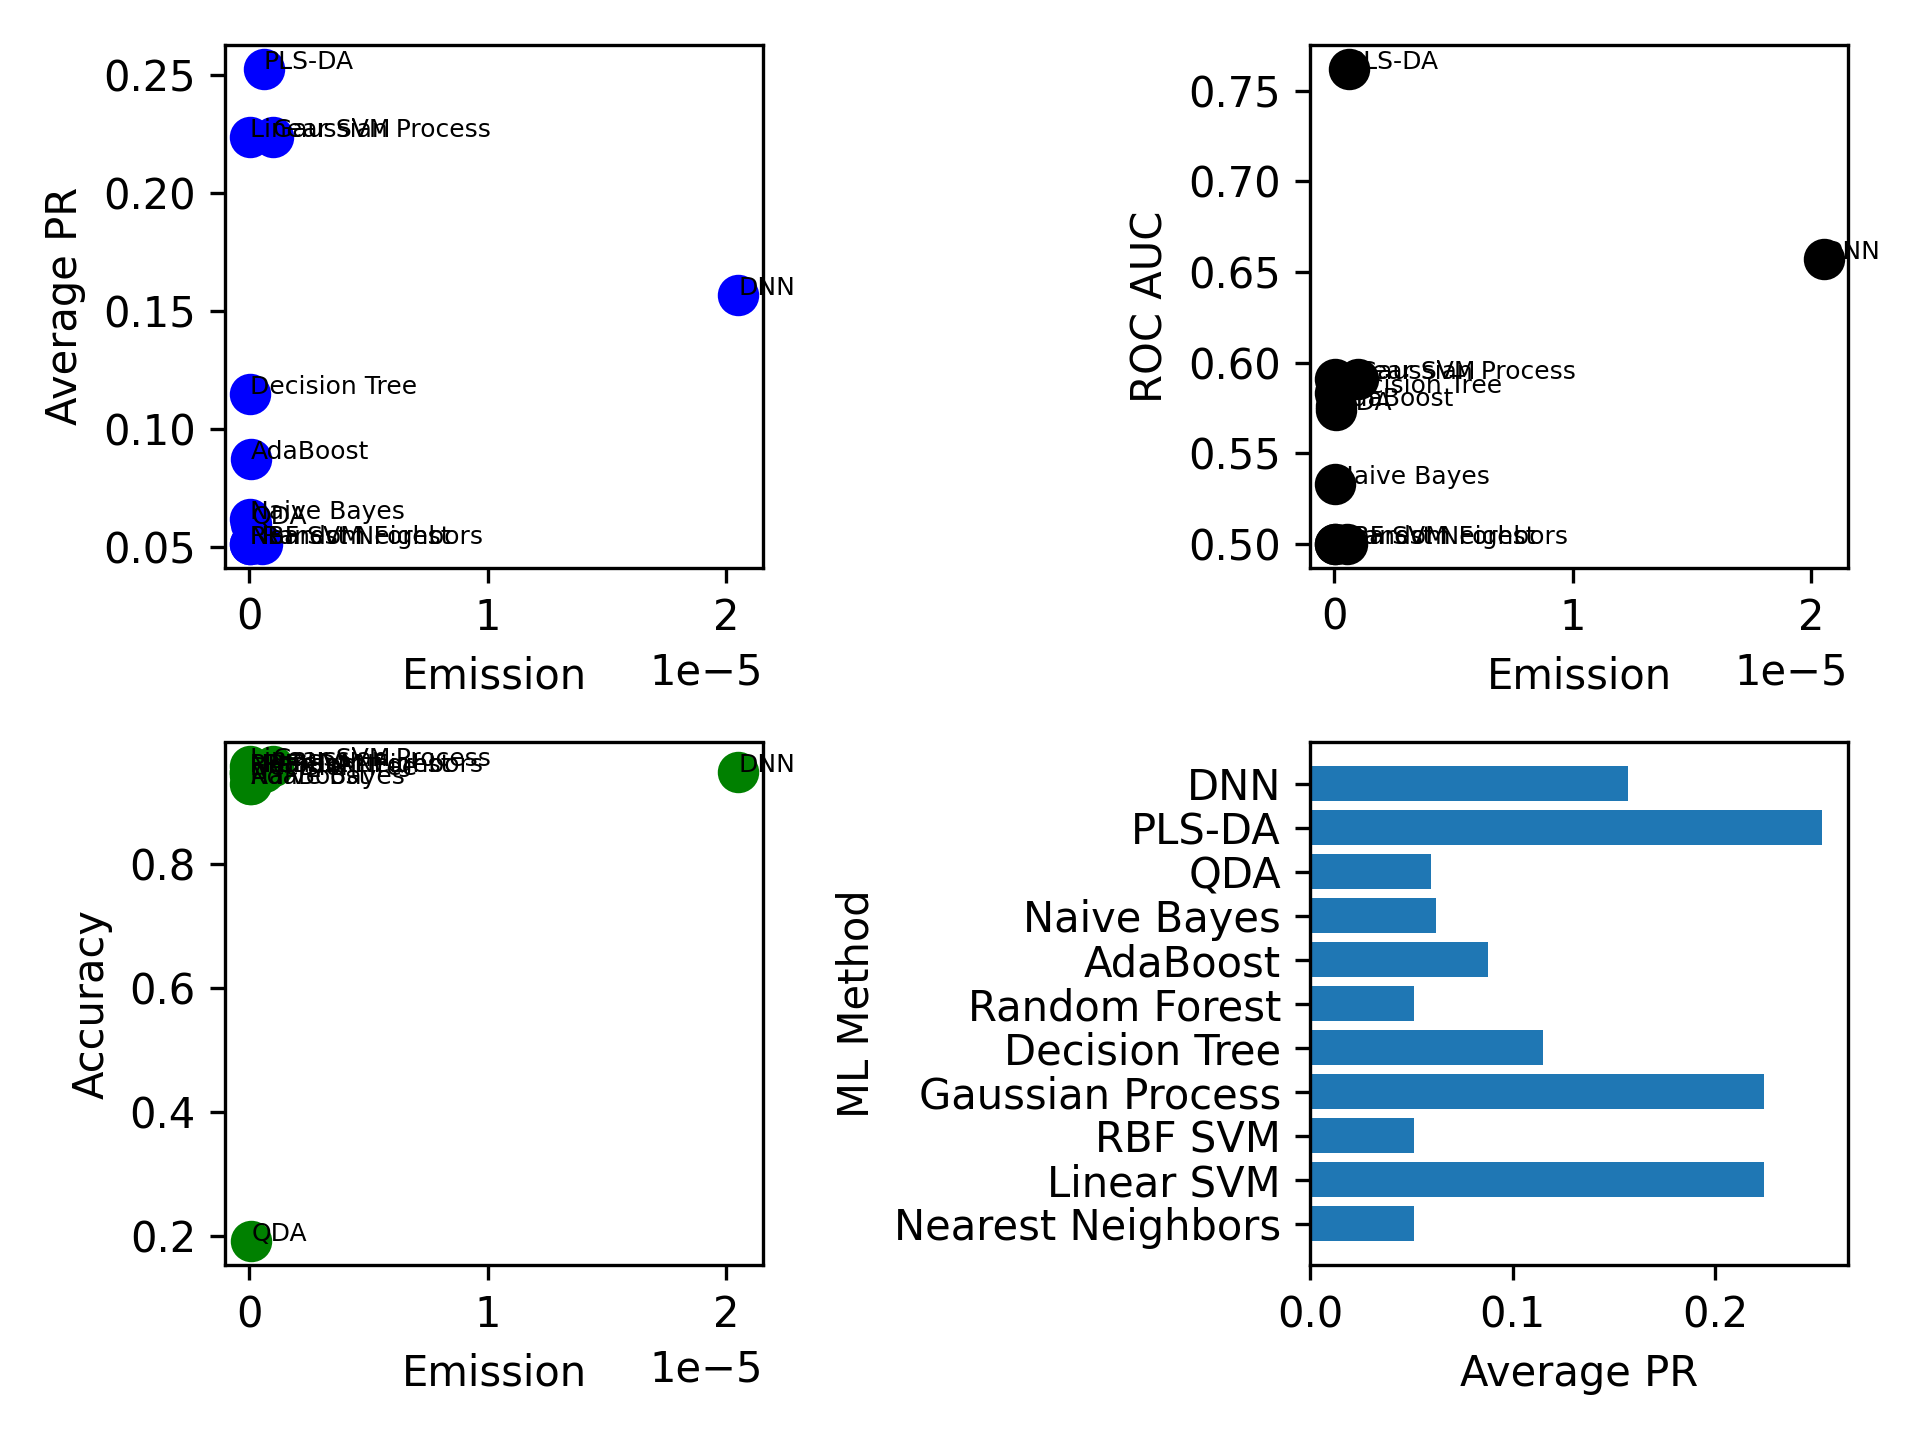 0.25
0.20
0.15
0.10
0.05
Average PR
PLS-DA
Linear SVM
Gaussian Process
DNN
Decision Tree
AdaBoost
Naive Bayes
QDA
0
1
2
Emission
1e−5
0.75
0.70
0.65
0.60
0.55
0.50
ROC AUC
LS-DA
NN
Gaussian Process
Naive Bayes
0
1
2
Emission
1e−5
0.8
0.6
0.4
0.2
Accuracy
DNN
QDA
0
1
2
Emission
1e−5
ML Method
DNN
PLS-DA
QDA
Naive Bayes
AdaBoost
Random Forest
Decision Tree
Gaussian Process
RBF SVM
Linear SVM
Nearest Neighbors
0.0
0.1
0.2
Average PR